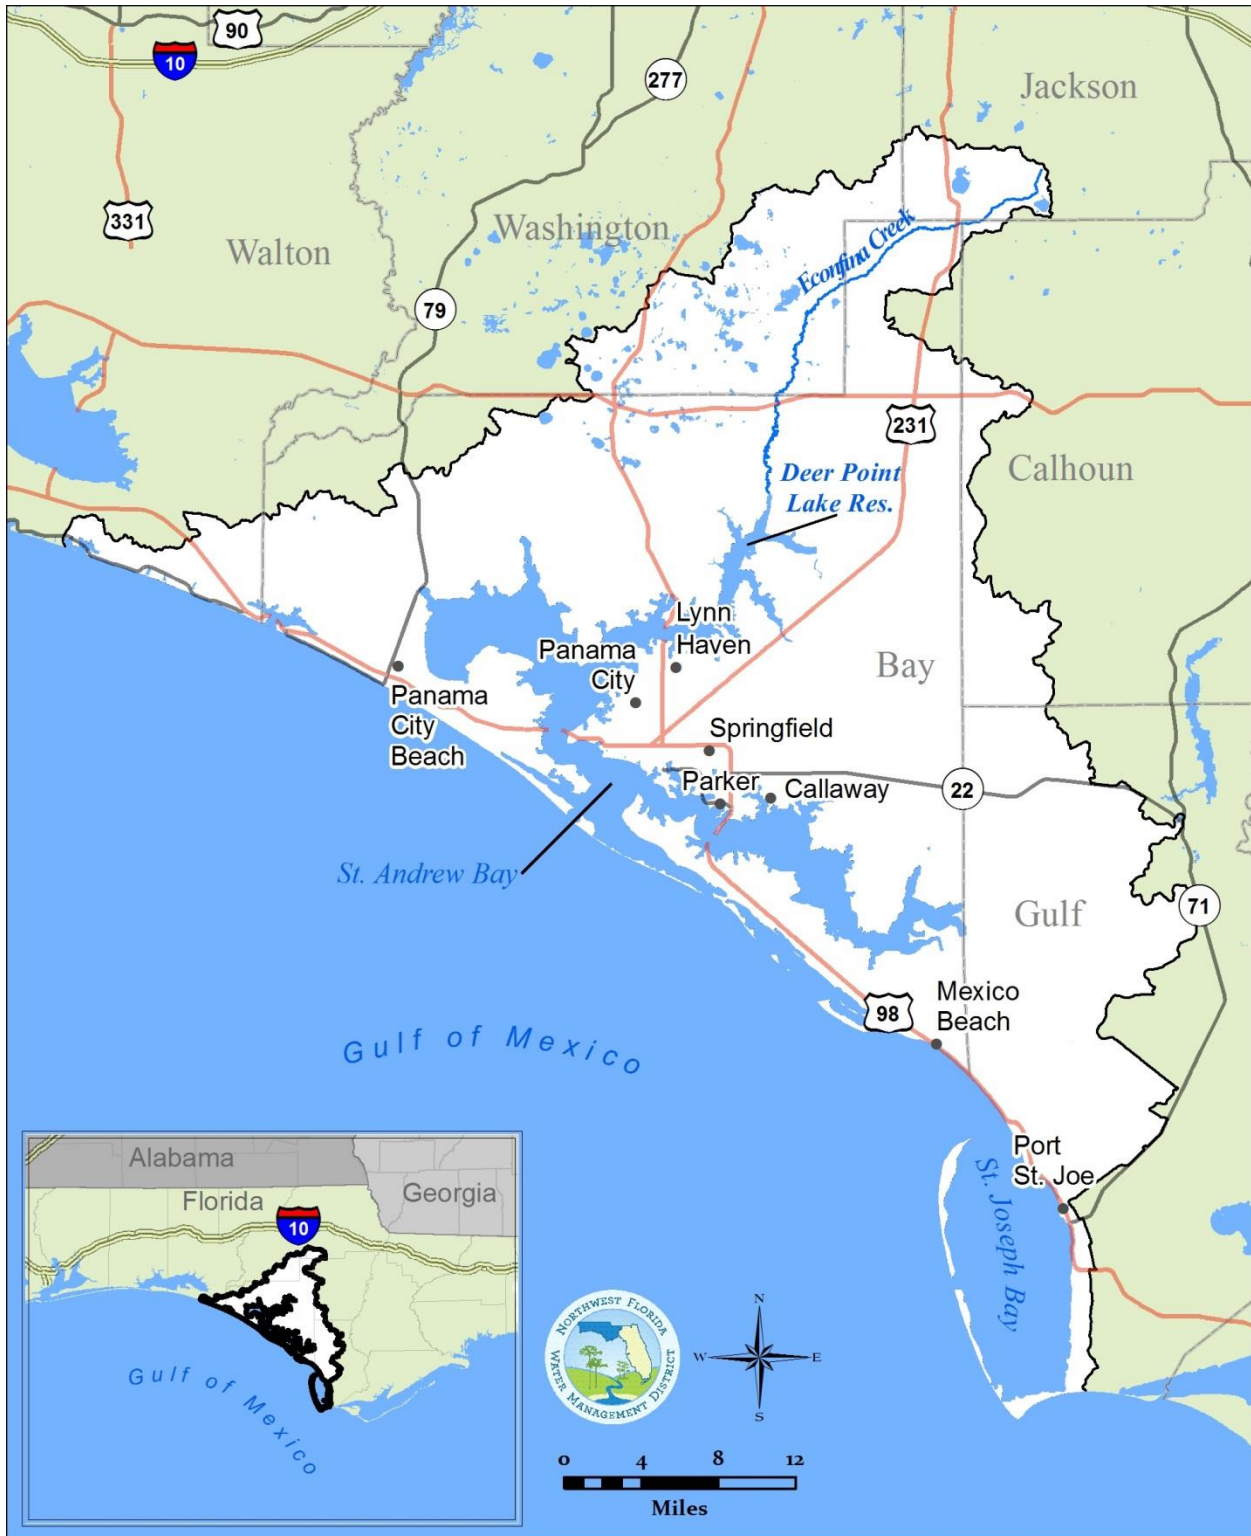 90
10
277
Jackson
331
Walton
Washington
Econfina Creek
79
231
Deer Point
Lake Res.
Calhoun
Lynn
Haven
Panama
City
Bay
Panama
City
Beach
Springfield
Parker
Callaway
22
St. Andrew Bay
Gulf
71
98
Mexico
Beach
Gulf of Mexico
Port
St. Joe
St. Joseph Bay
Alabama
Florida
Georgia
10
Gulf of Mexico
NORTHWEST FLORIDA
WATER MANAGEMENT DISTRICT
N
W E
S
0 4 8 12
Miles